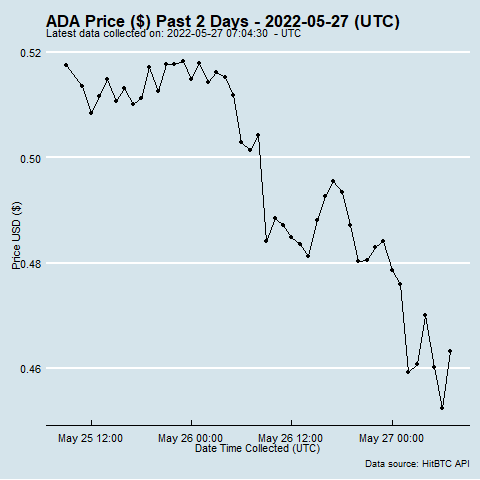 ADA Price ($) Past 2 Days - 2022-05-27 (UTC)
Latest data collected on: 2022-05-27 07:04:30 - UTC
0.52
0.50
0.48
0.46
Price USD ($)
May 25 12:00 May 26 00:00 May 26 12:00 May 27 00:00
Date Time Collected (UTC)
Data source: HitBTC API